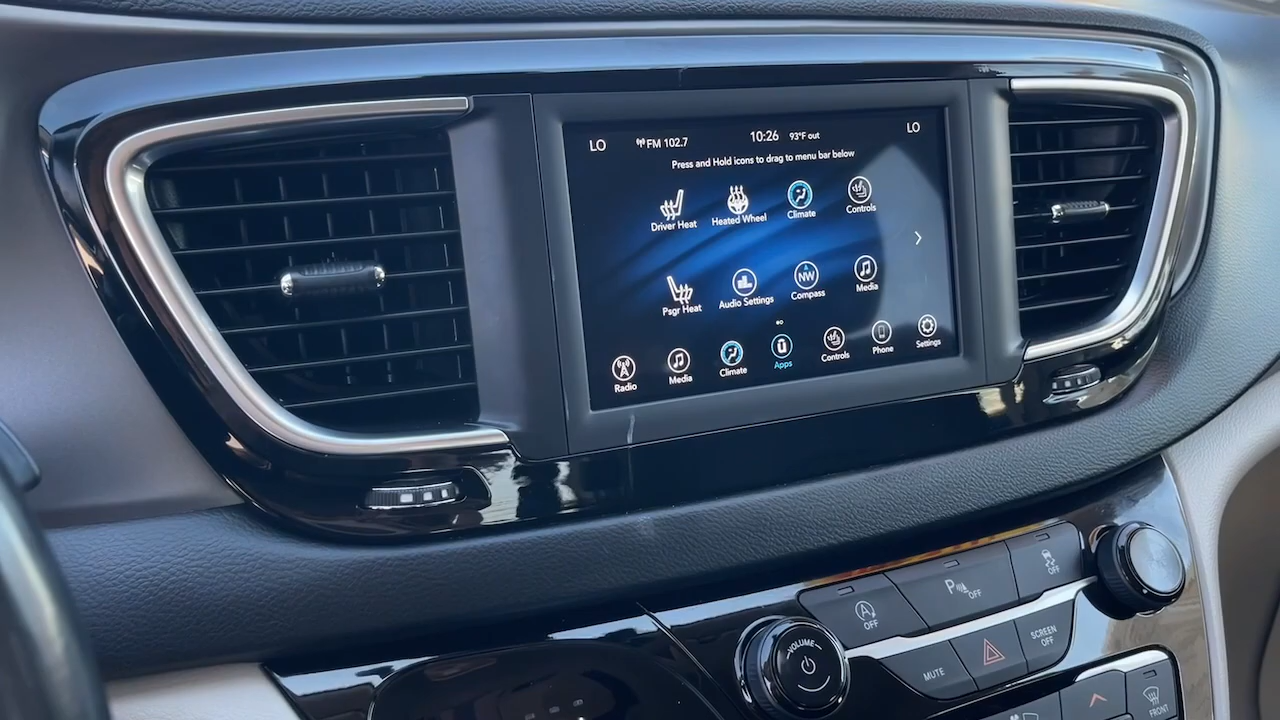 LO FM 102.7 10:26 93°F out LO
Press and Hold icons to drag to menu bar below
Driver Heat Heated Wheel Climate Controls
NW
Psgr Heat Audio Settings Compass Media
Radio Media Climate Apps Controls Phone Settings
A OFF P OFF OFF
VOLUME MUTE SCREEN OFF
FRONT